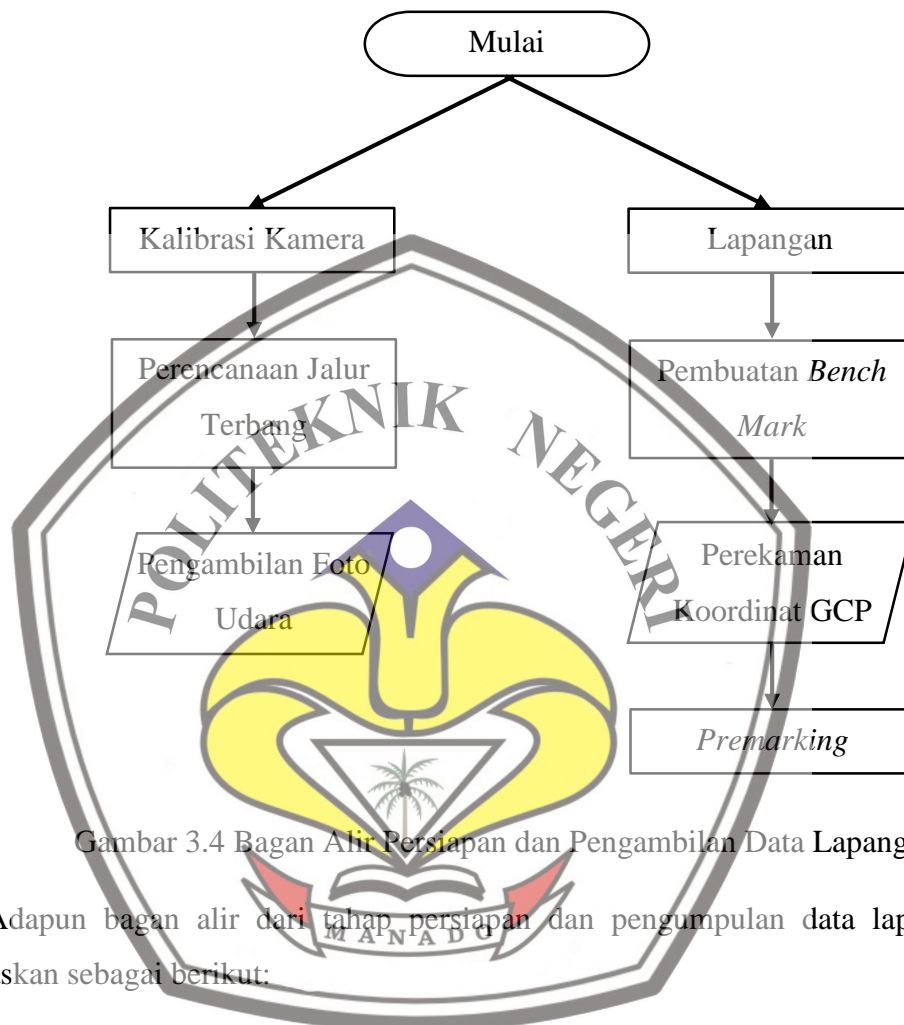 Mulai
Kalibrasi Kamera
Lapangan
Perencanaan Jalur
Terbang
Pembuatan Bench
Mark
POLITEKNIK NEGERI
Pengambilan Foto
Udara
Perekaman
Koordinat GCP
Premarking
Gambar 3.4 Bagan Alir Persiapan dan Pengambilan Data Lapang
Adapun bagan alir dari tahap persiapan dan pengumpulan data lap
MANADO
skan sebagai berikut: